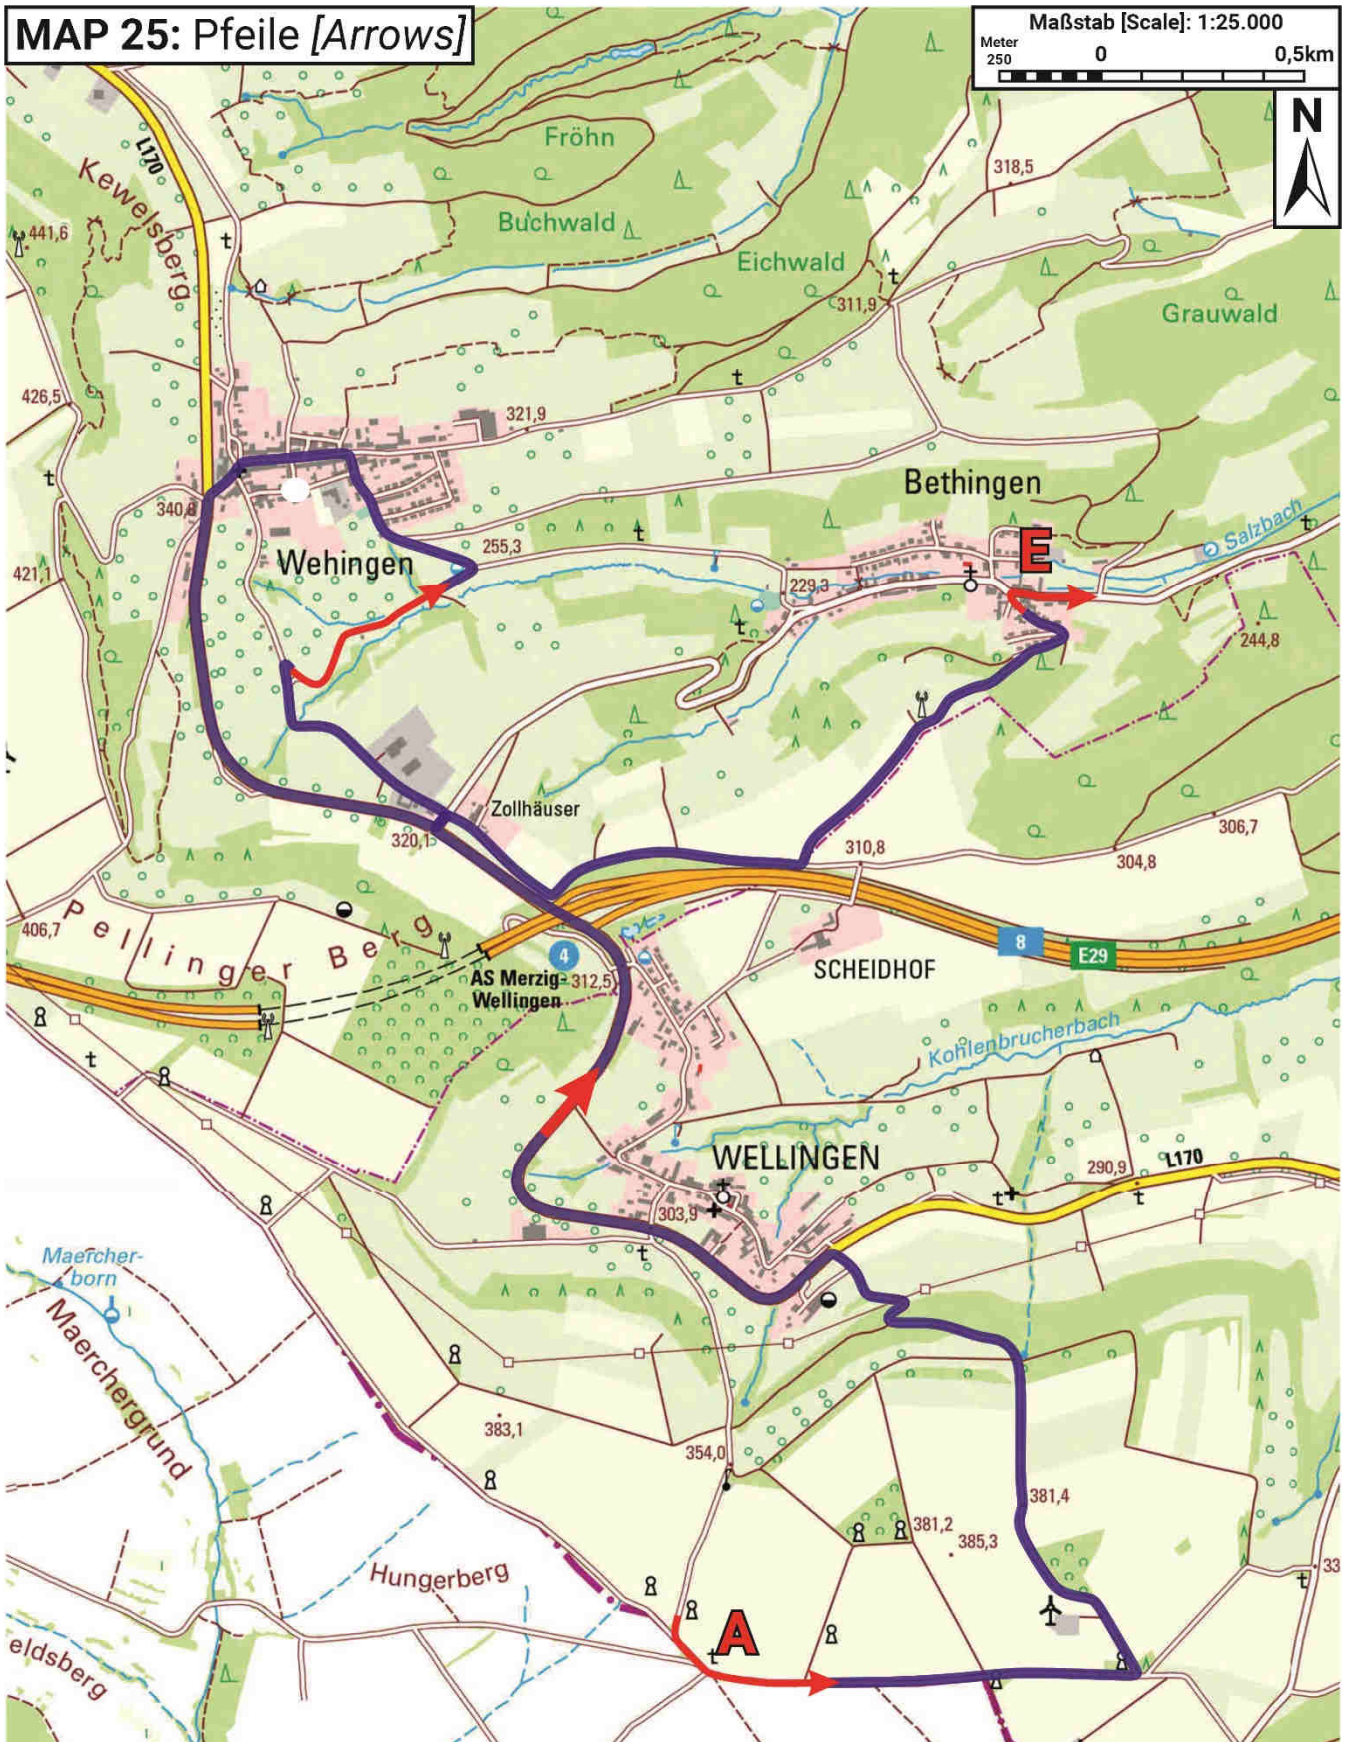 MAP 25: Pfeile [Arrows]
Maßstab [Scale]: 1:25.000
Meter
250
0
0,5km
N
L170
Kewelsberg
Fröhn
318,5
441,6
Buchwald
Eichwald
311,9
Grauwald
426,5
321,9
Bethingen
340,8
Salzbach
Wehingen
255,3
E
421,1
229,3
244,8
Zollhäuser
306,7
320,1
310,8
304,8
406,7
Pellinger Berg
8
E29
4
AS Merzig-
Wellingen
312,5
SCHEIDHOF
Kohlenbrucherbach
WELLINGEN
290,9
L170
303,9
Maercher-
born
Maerchergrund
383,1
354,0
381,4
381,2
385,3
Hungerberg
33
A
eldsberg